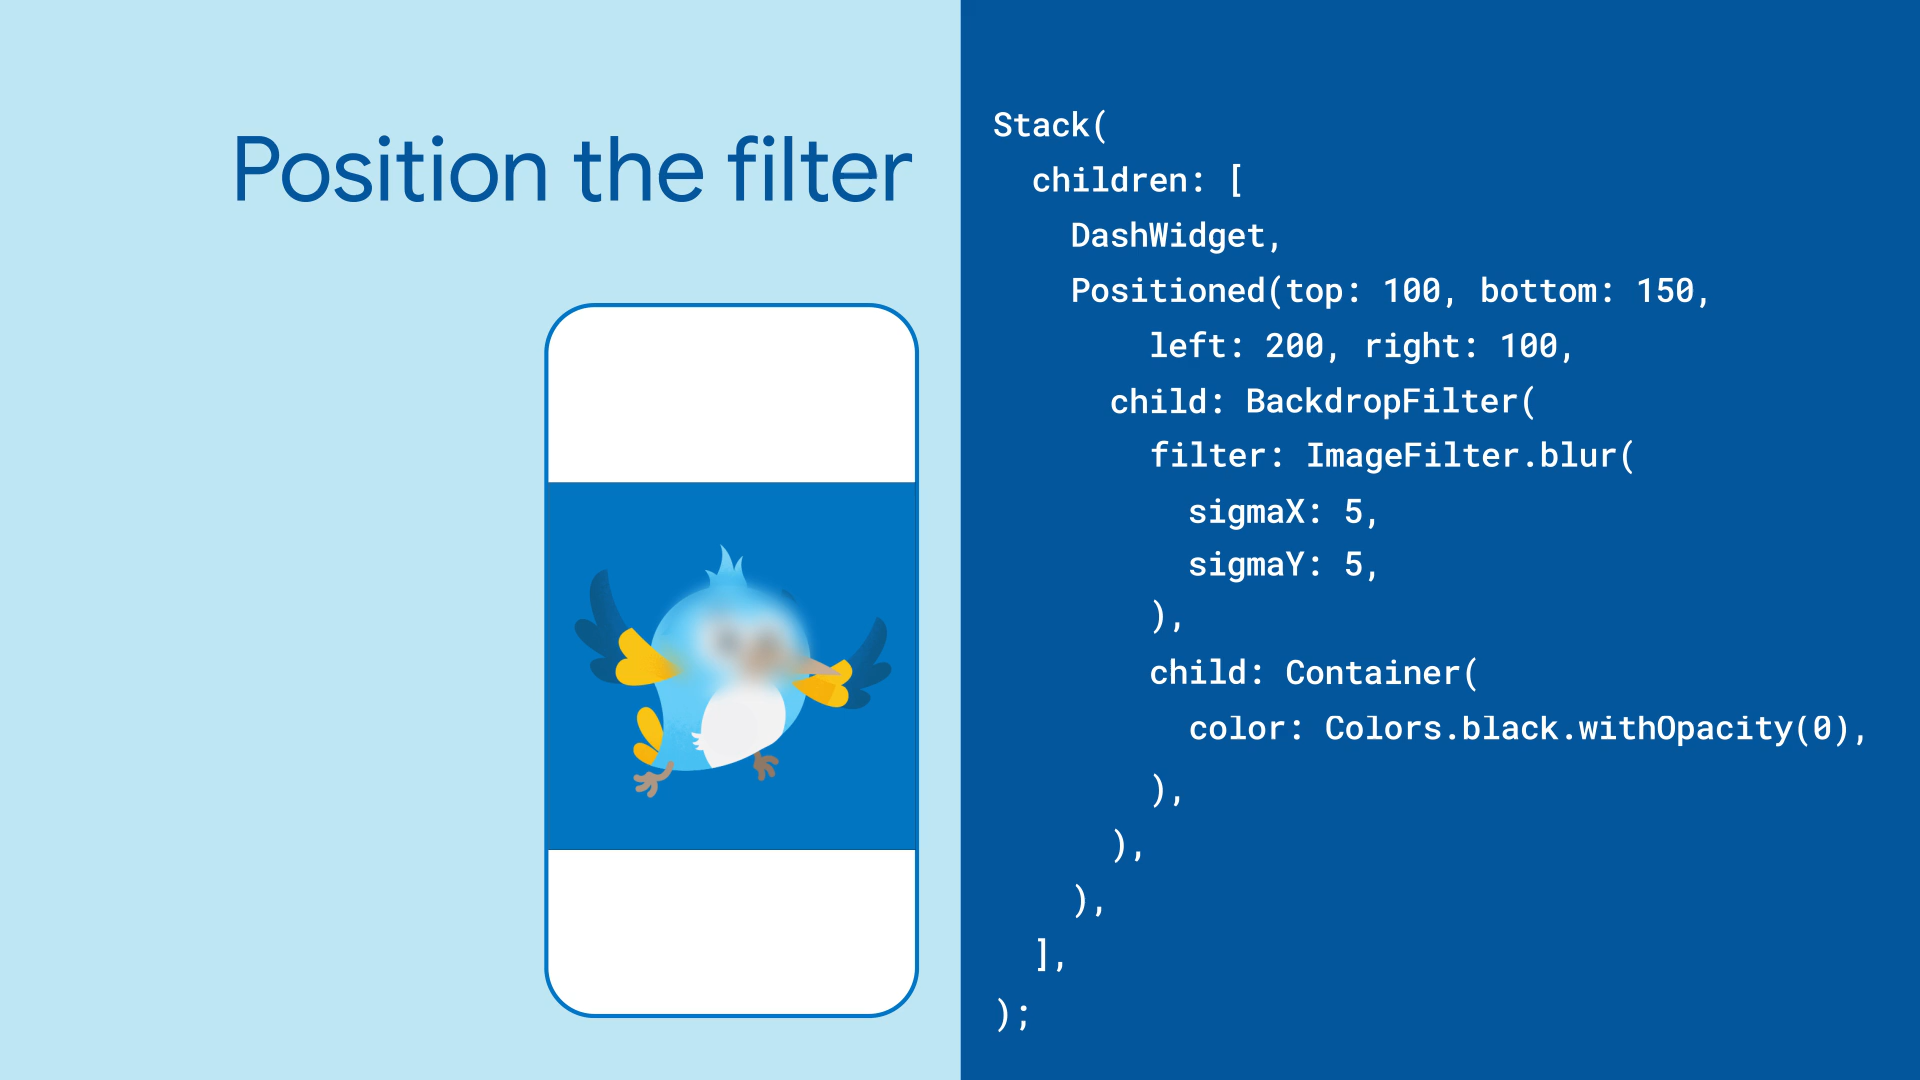 Position the filter
Stack(
children: [
DashWidget,
Positioned(top: 100, bottom: 150,
left: 200, right: 100,
child: BackdropFilter(
filter: ImageFilter.blur(
sigmaX: 5,
sigmaY: 5,
),
child: Container(
color: Colors.black.withOpacity(0),
),
),
),
],
);